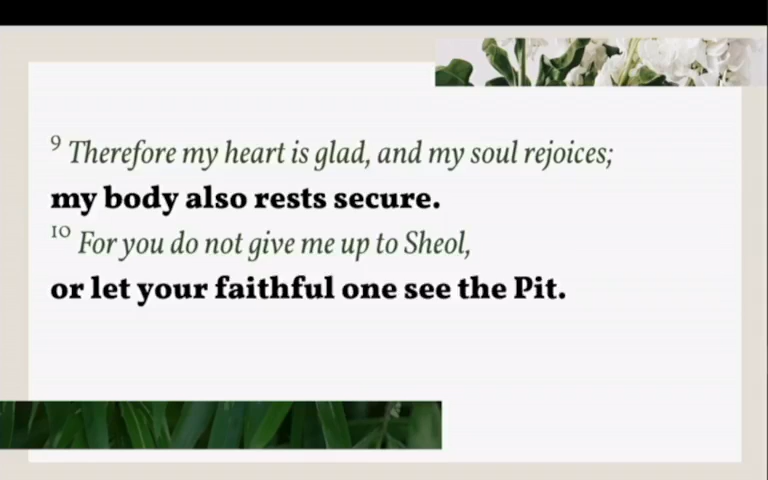 9 Therefore my heart is glad, and my soul rejoices;
my body also rests secure.
10 For you do not give me up to Sheol,
or let your faithful one see the Pit.